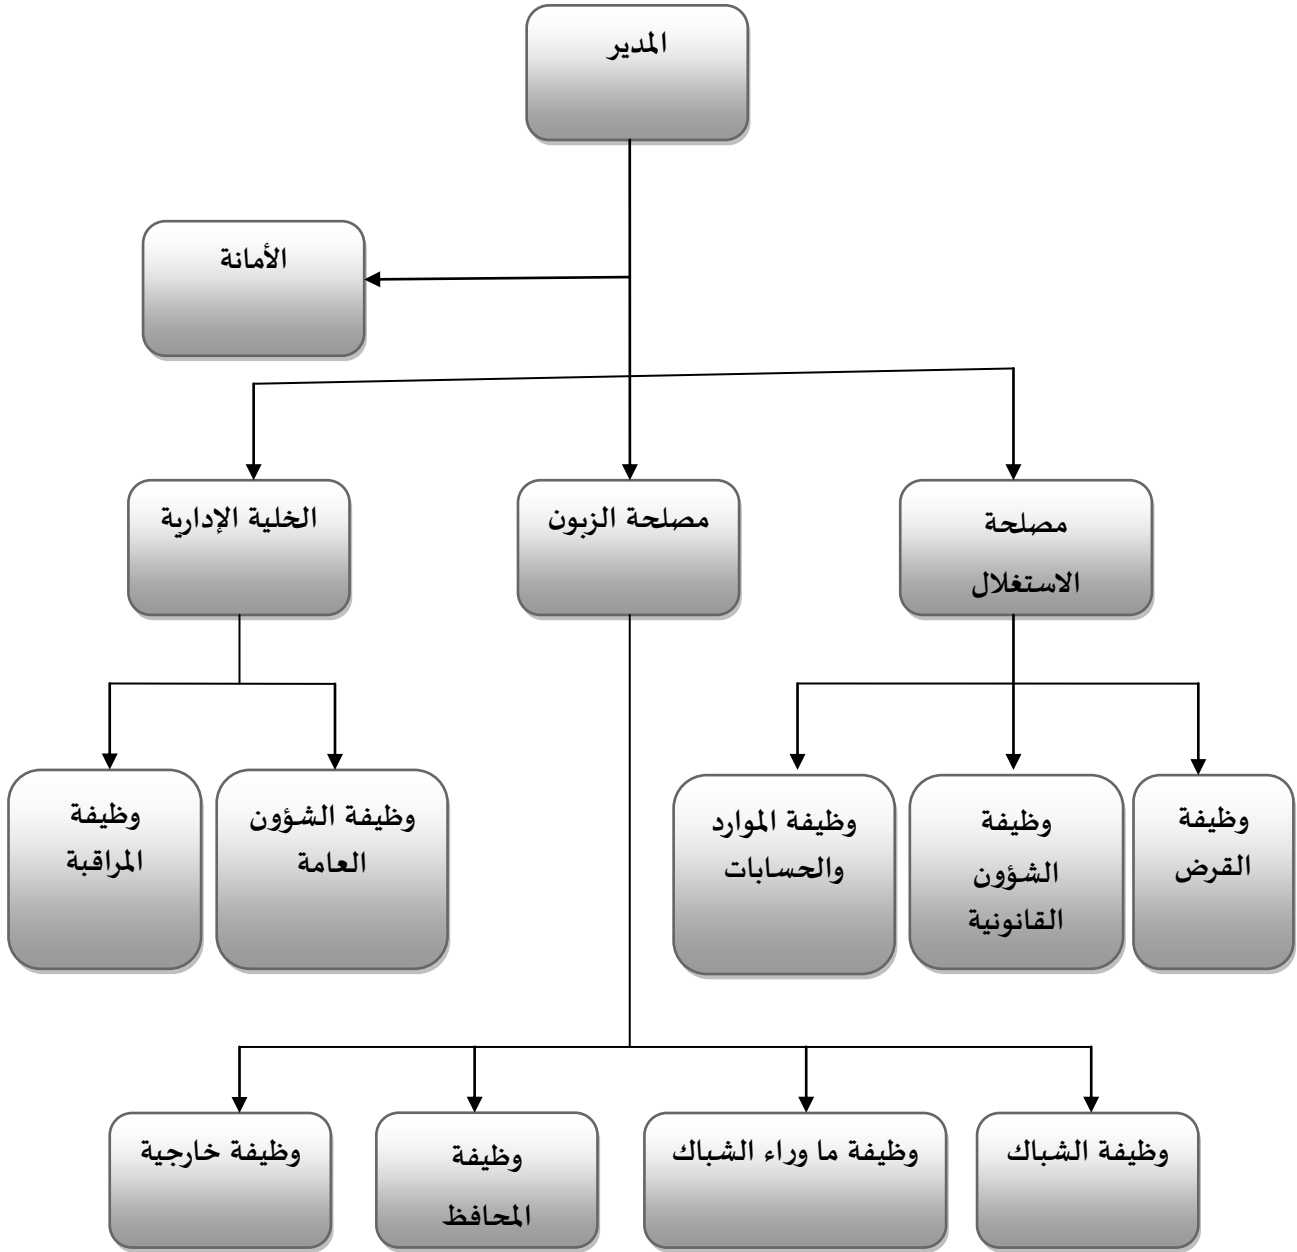 المدير
الأمانة
مصلحة
الاستغلال
مصلحة الزبون
الخلية الإدارية
وظيفة
القرض
وظيفة
الشؤون
القانونية
وظيفة الموارد
والحسابات
وظيفة الشؤون
العامة
وظيفة
المراقبة
وظيفة الشباك
وظيفة ما وراء الشباك
وظيفة
المحافظ
وظيفة خارجية